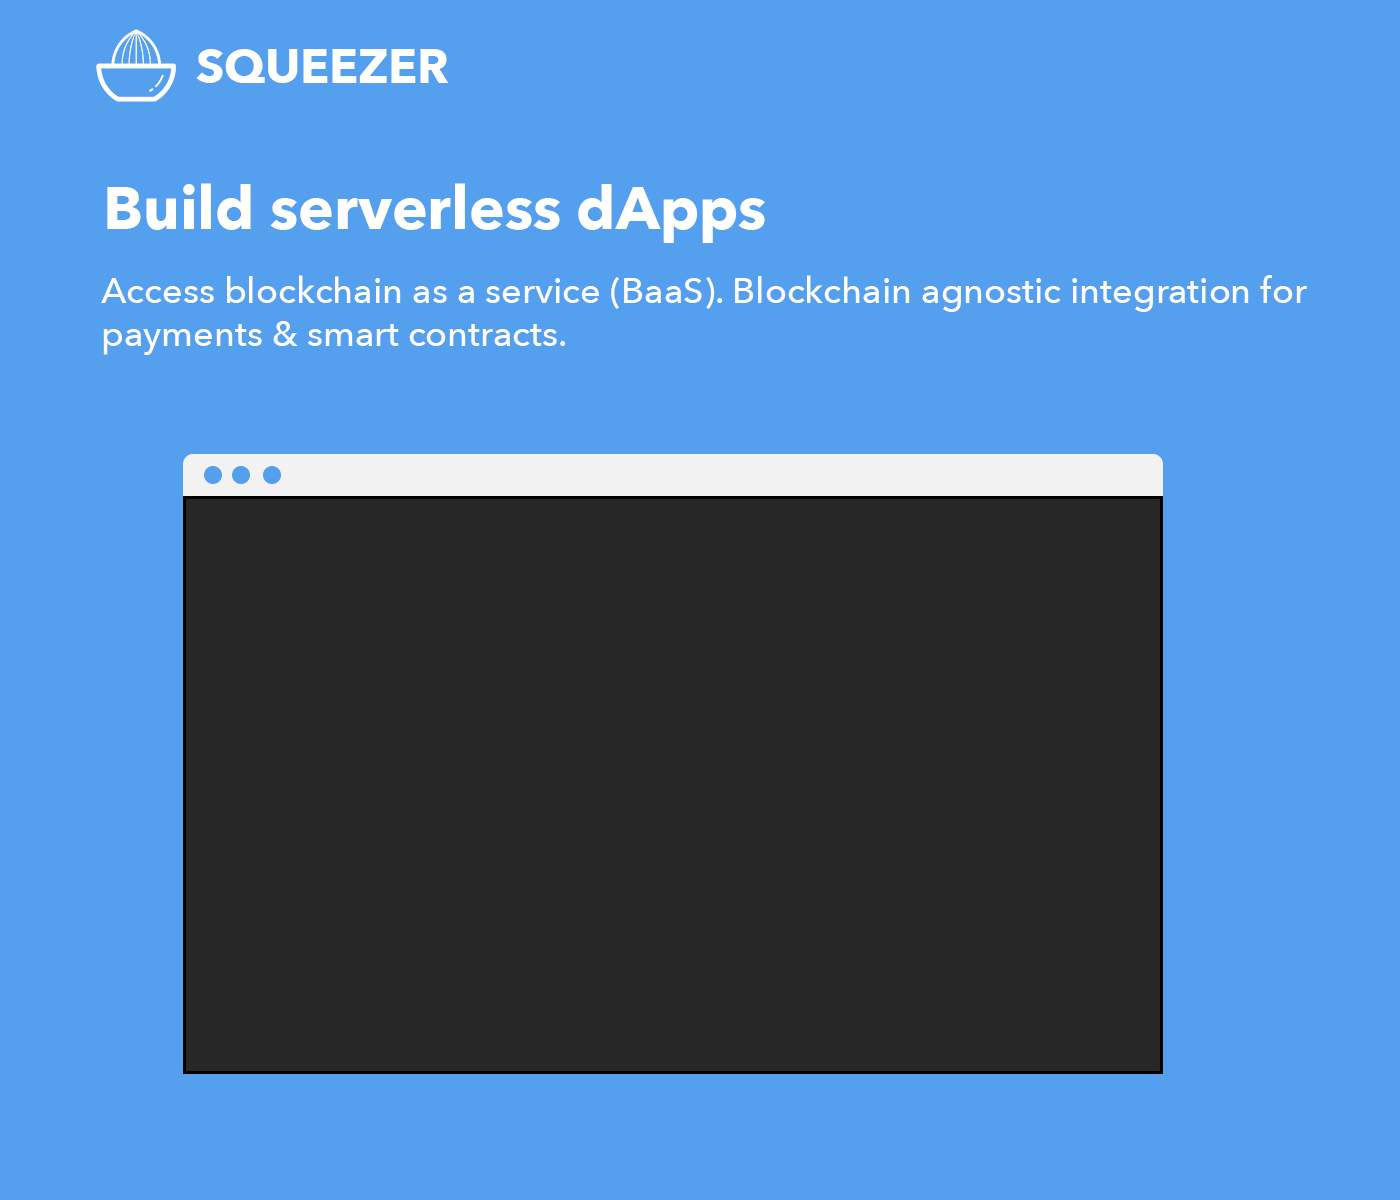 SQUEEZER
Build serverless dApps
Access blockchain as a service (BaaS). Blockchain agnostic integration for
payments & smart contracts.